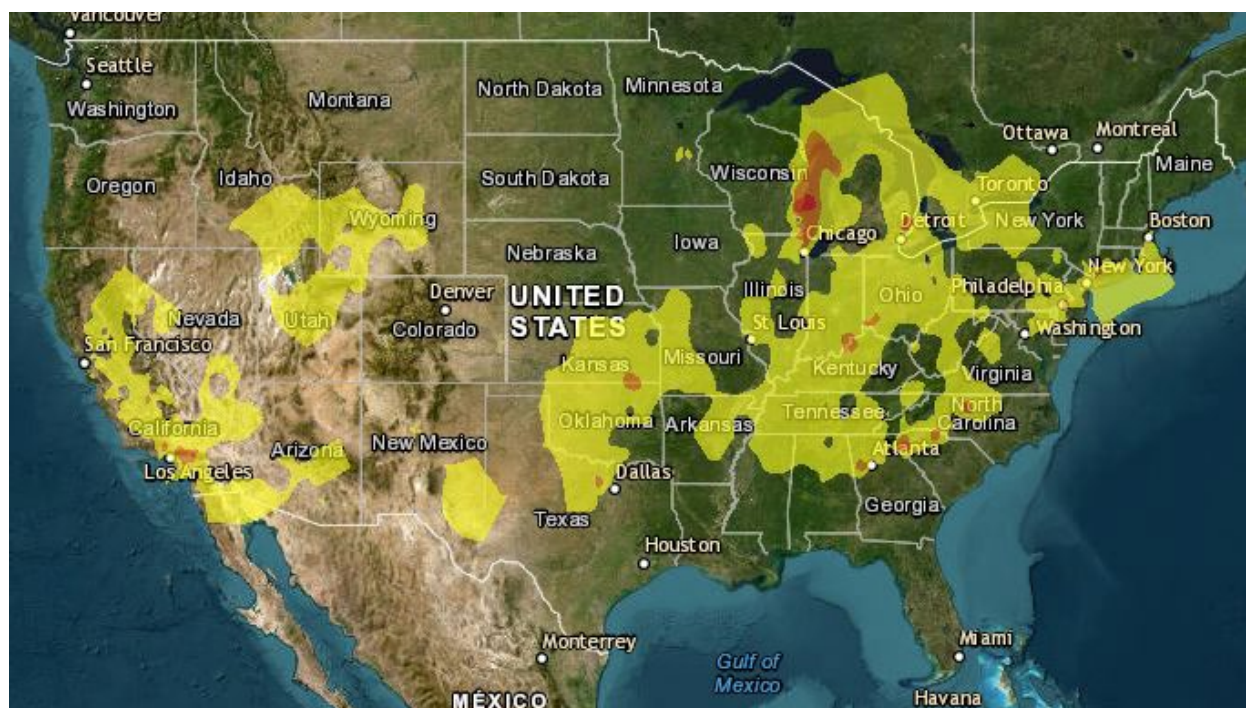 Vancouver
Seattle
Washington
Montana
North Dakota
Minnesota
Ottawa
Montreal
Maine
Oregon
Idaho
South Dakota
Wisconsin
Toronto
Wyoming
Detroit
New York
Boston
Iowa
Chicago
Nebraska
New York
Denver
UNITED
STATES
Illinois
Ohio
Philadelphia
Nevada
Utah
Colorado
St Louis
Washington
San Francisco
Kansas
Missouri
Kentucky
Virginia
California
Oklahoma
Arkansas
Tennessee
North
Carolina
Arizona
New Mexico
Atlanta
Los Angeles
Dallas
Texas
Georgia
Houston
Monterrey
Miami
Gulf of
Mexico
MÉXICO
Havana